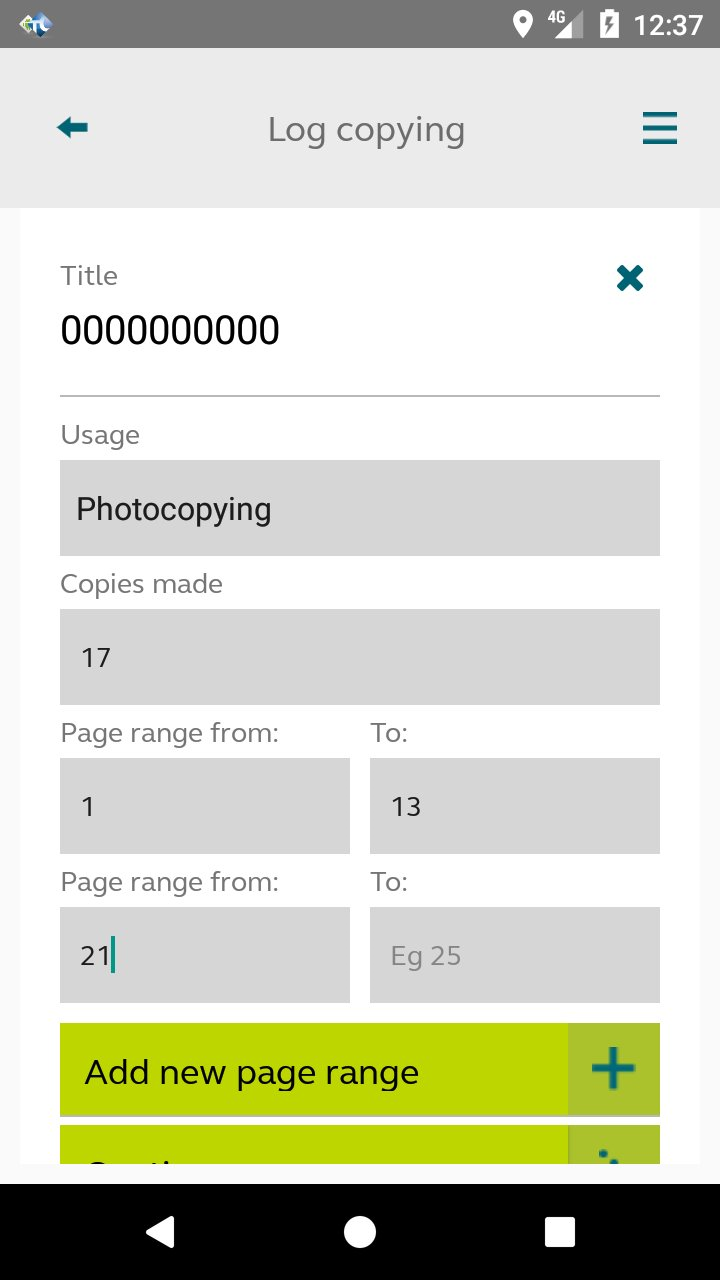 4G 12:37
Log copying
Title
0000000000
Usage
Photocopying
Copies made
17
Page range from: To:
1 13
Page range from: To:
21 Eg 25
Add new page range